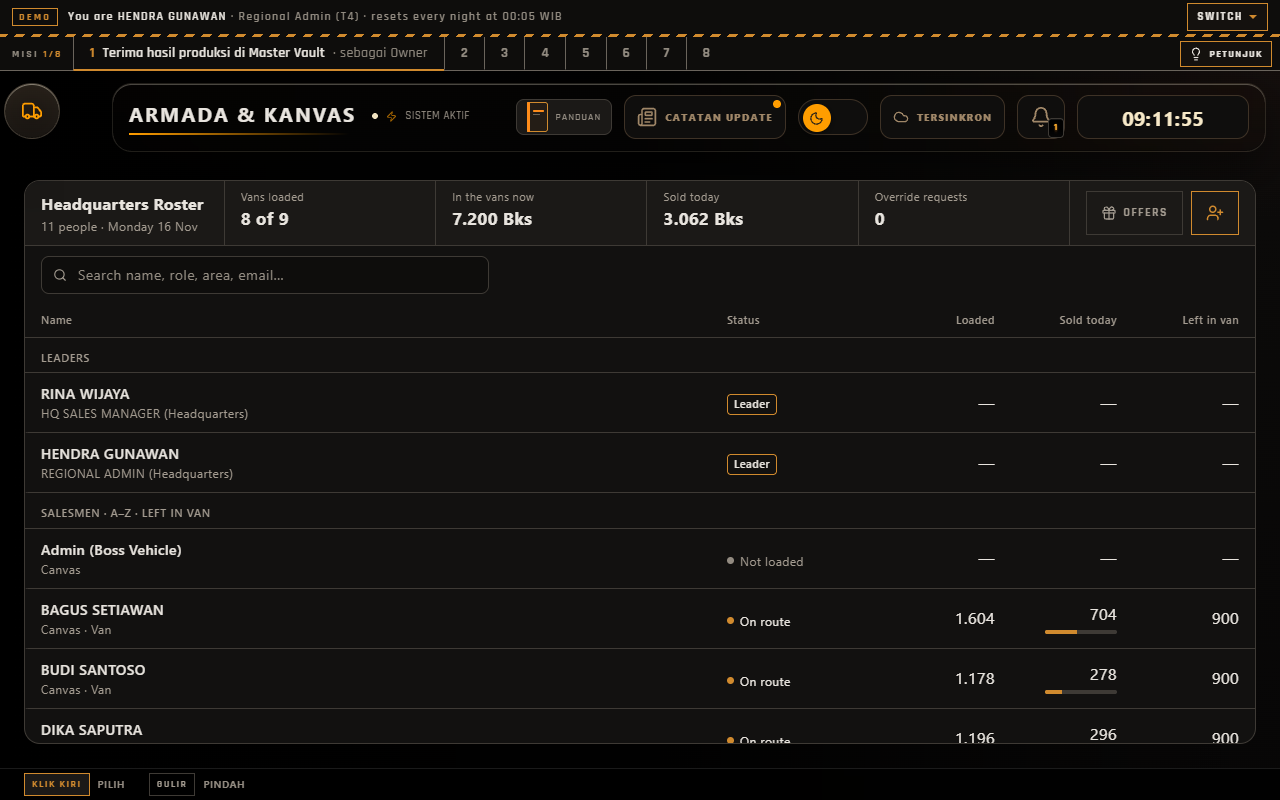 DEMO You are HENDRA GUNAWAN · Regional Admin (T4) · resets every night at 00:05 WIB SWITCH
MISI 1/8 1 Terima hasil produksi di Master Vault · sebagai Owner 2 3 4 5 6 7 8 PETUNJUK
ARMADA & KANVAS SISTEM AKTIF PANDUAN CATATAN UPDATE TERSINKRON 1 09:11:55
Headquarters Roster
11 people · Monday 16 Nov
Vans loaded
8 of 9
In the vans now
7.200 Bks
Sold today
3.062 Bks
Override requests
0
OFFERS
Search name, role, area, email...
Name Status Loaded Sold today Left in van
LEADERS
RINA WIJAYA
HQ SALES MANAGER (Headquarters)
Leader — — —
HENDRA GUNAWAN
REGIONAL ADMIN (Headquarters)
Leader — — —
SALESMEN · A–Z · LEFT IN VAN
Admin (Boss Vehicle)
Canvas
Not loaded — — —
BAGUS SETIAWAN
Canvas · Van
On route 1.604 704 900
BUDI SANTOSO
Canvas · Van
On route 1.178 278 900
DIKA SAPUTRA
On route 1.196 296 900
KLIK KIRI PILIH GULIR PINDAH